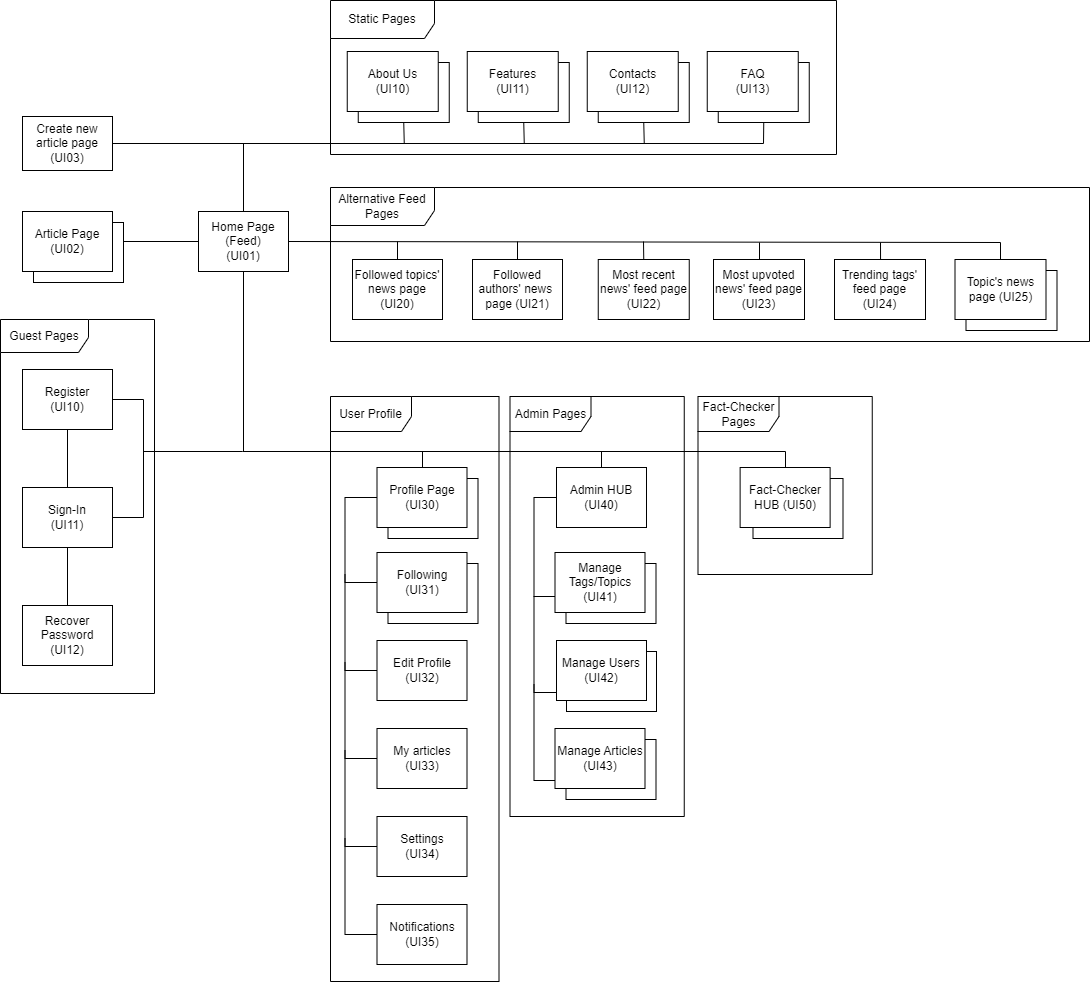 Static Pages
About Us
(UI10)
Features
(UI11)
Contacts
(UI12)
FAQ
(UI13)
Create new
article page
(UI03)
Alternative Feed
Pages
Article Page
(UI02)
Home Page
(Feed)
(UI01)
Followed topics'
news page
(UI20)
Followed
authors' news
page (UI21)
Most recent
news' feed page
(UI22)
Most upvoted
news' feed page
(UI23)
Trending tags'
feed page
(UI24)
Topic's news
page (UI25)
Guest Pages
Register
(UI10)
Sign-In
(UI11)
Recover
Password
(UI12)
User Profile
Profile Page
(UI30)
Following
(UI31)
Edit Profile
(UI32)
My articles
(UI33)
Settings
(UI34)
Notifications
(UI35)
Admin Pages
Admin HUB
(UI40)
Manage
Tags/Topics
(UI41)
Manage Users
(UI42)
Manage Articles
(UI43)
Fact-Checker
Pages
Fact-Checker
HUB (UI50)